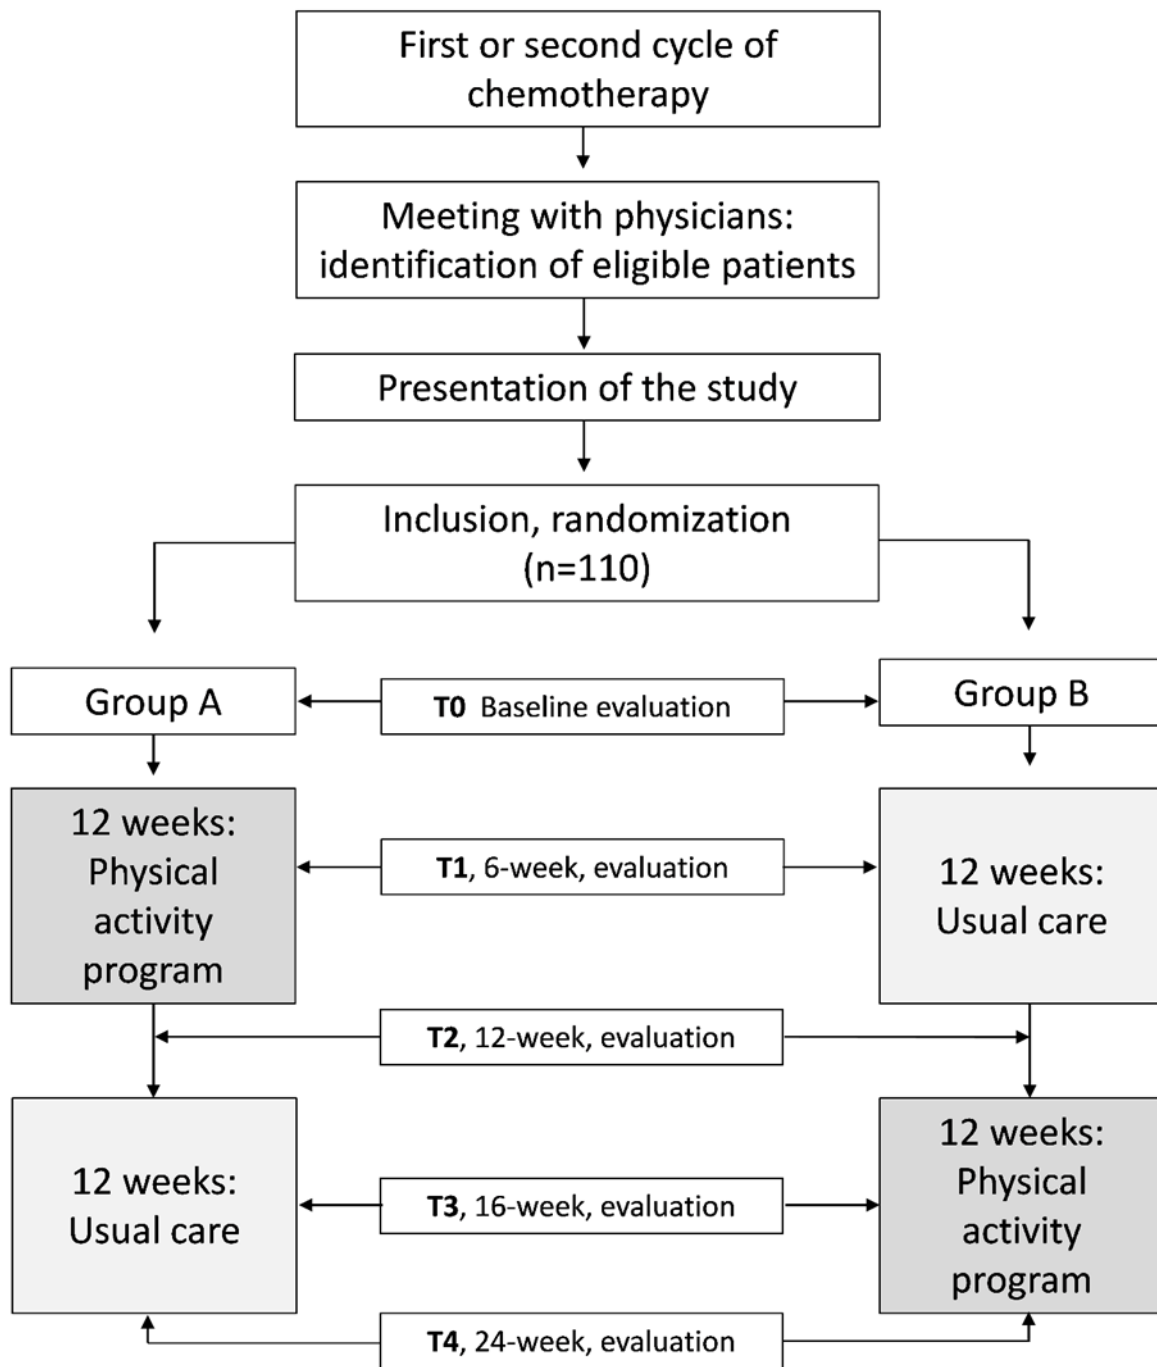 First or second cycle of
chemotherapy
Meeting with physicians:
identification of eligible patients
Presentation of the study
Inclusion, randomization
(n=110)
Group A
T0 Baseline evaluation
Group B
12 weeks:
Physical
activity
program
T1, 6-week, evaluation
12 weeks:
Usual care
T2, 12-week, evaluation
12 weeks:
Usual care
T3, 16-week, evaluation
12 weeks:
Physical
activity
program
T4, 24-week, evaluation